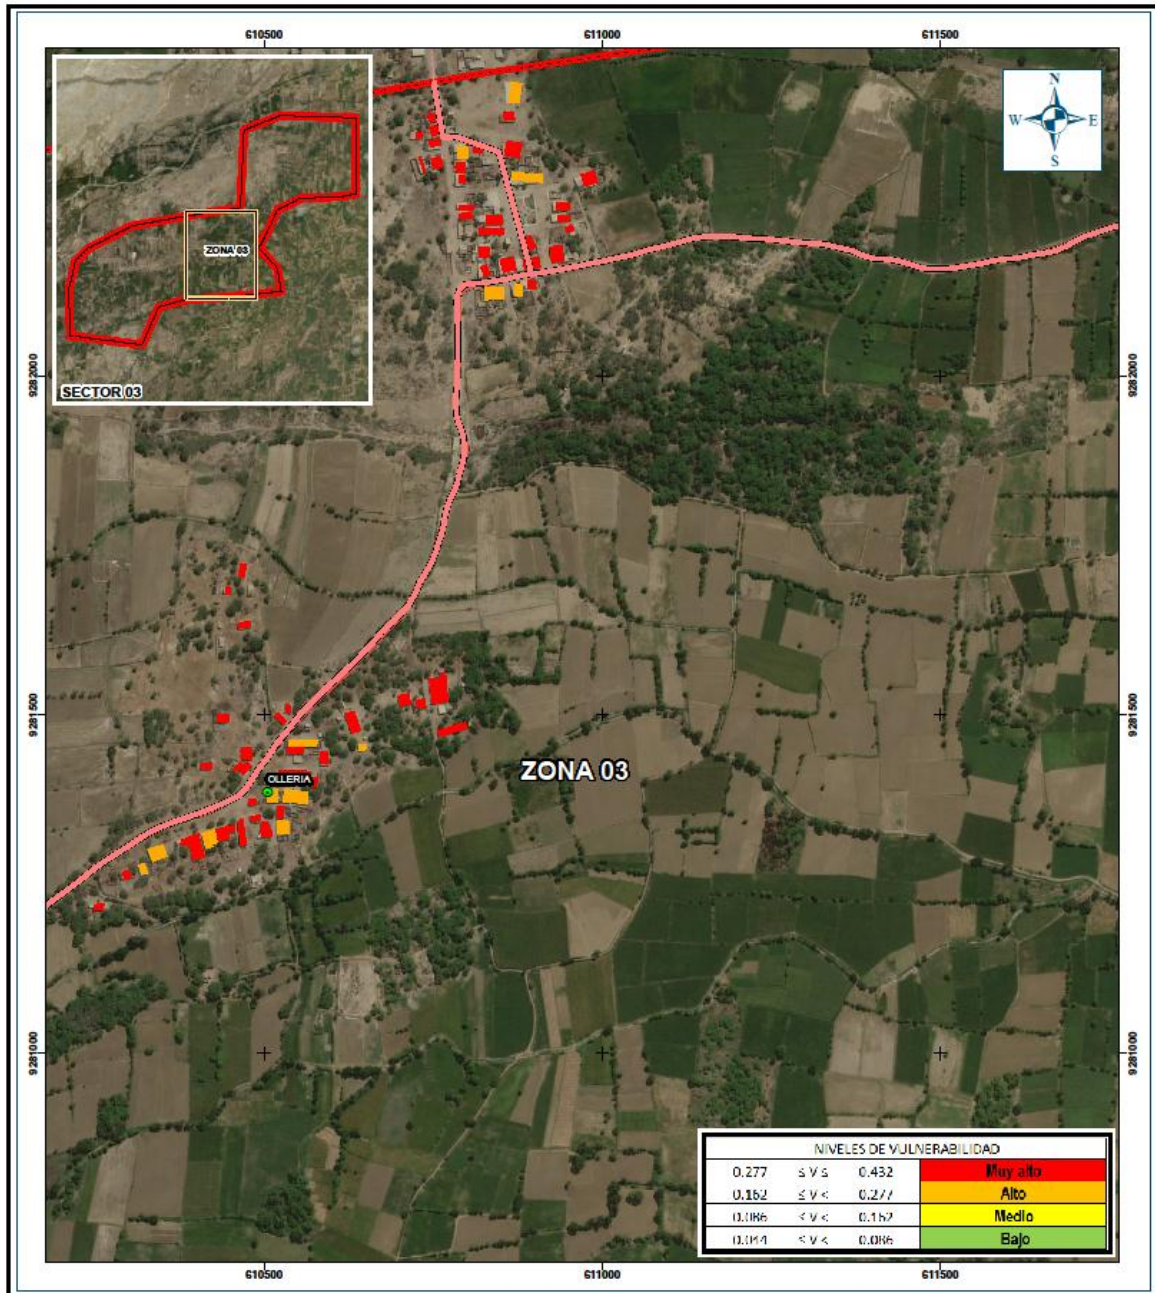 610500 611000 611500
N
W E
S
ZONA 03
SECTOR 03
9282000 9282000
9281500 9281500
ZONA 03
OLLERIA
9281000 9281000
NIVELES DE VULNERABILIDAD
0.277 ≤ V ≤ 0.432 Muy alto
0.162 ≤ V < 0.277 Alto
0.086 ≤ V < 0.162 Medio
0.044 ≤ V < 0.086 Bajo
610500 611000 611500